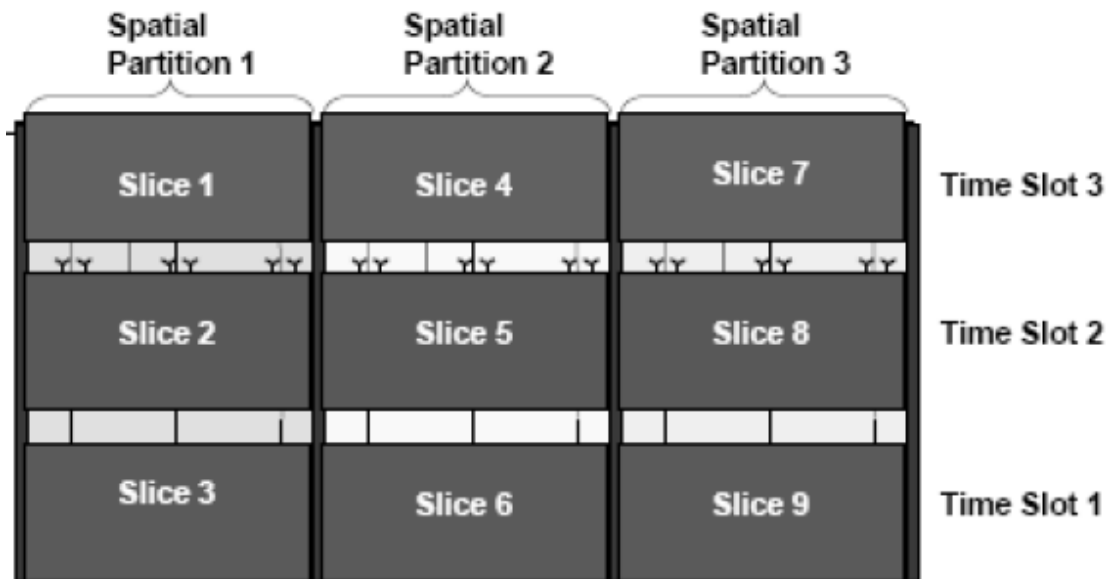 Spatial
Partition 1
Spatial
Partition 2
Spatial
Partition 3
Slice 1
Slice 4
Slice 7
Time Slot 3
Slice 2
Slice 5
Slice 8
Time Slot 2
Slice 3
Slice 6
Slice 9
Time Slot 1